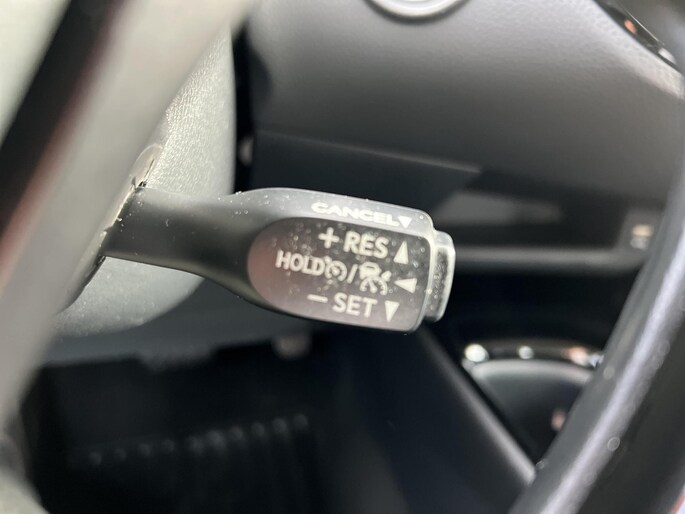 CANCEL▼
+ RES ▲
HOLD / ◄
− SET ▼